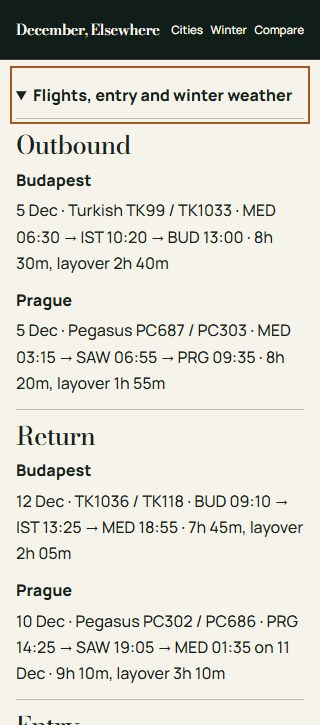 December, Elsewhere Cities Winter Compare
▼ Flights, entry and winter weather
Outbound
Budapest
5 Dec · Turkish TK99 / TK1033 · MED
06:30 → IST 10:20 → BUD 13:00 · 8h
30m, layover 2h 40m
Prague
5 Dec · Pegasus PC687 / PC303 · MED
03:15 → SAW 06:55 → PRG 09:35 · 8h
20m, layover 1h 55m
Return
Budapest
12 Dec · TK1036 / TK118 · BUD 09:10 →
IST 13:25 → MED 18:55 · 7h 45m, layover
2h 05m
Prague
10 Dec · Pegasus PC302 / PC686 · PRG
14:25 → SAW 19:05 → MED 01:35 on 11
Dec · 9h 10m, layover 3h 10m
Entry